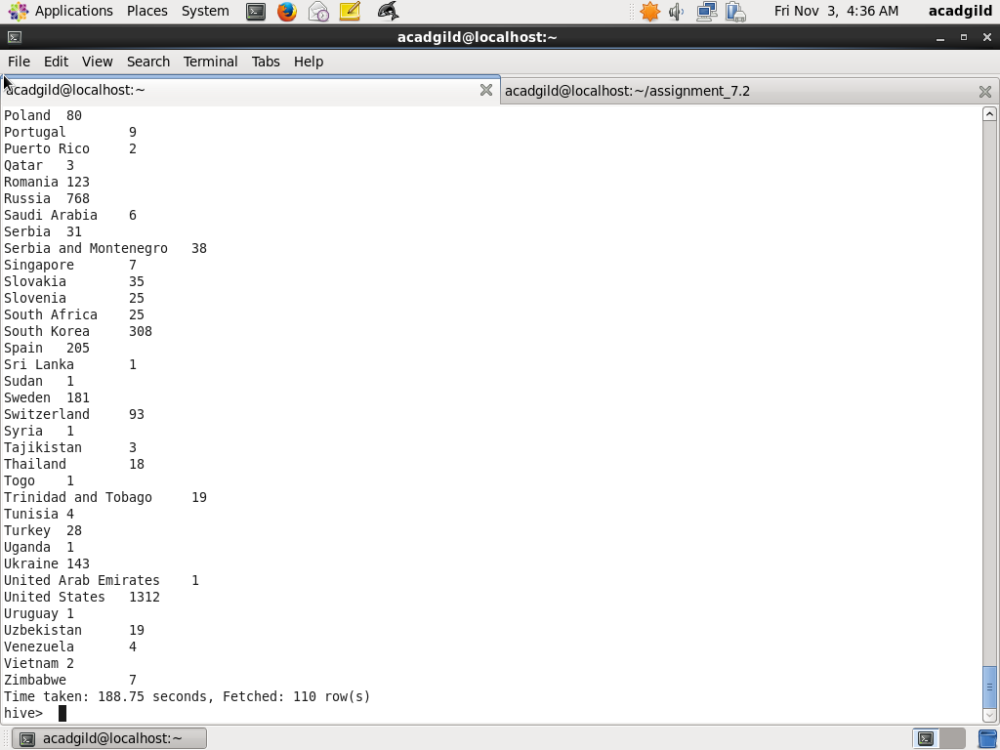 Applications Places System Fri Nov 3, 4:36 AM acadgild
acadgild@localhost:~
File Edit View Search Terminal Tabs Help
acadgild@localhost:~ acadgild@localhost:~/assignment_7.2
Poland 80
Portugal 9
Puerto Rico 2
Qatar 3
Romania 123
Russia 768
Saudi Arabia 6
Serbia 31
Serbia and Montenegro 38
Singapore 7
Slovakia 35
Slovenia 25
South Africa 25
South Korea 308
Spain 205
Sri Lanka 1
Sudan 1
Sweden 181
Switzerland 93
Syria 1
Tajikistan 3
Thailand 18
Togo 1
Trinidad and Tobago 19
Tunisia 4
Turkey 28
Uganda 1
Ukraine 143
United Arab Emirates 1
United States 1312
Uruguay 1
Uzbekistan 19
Venezuela 4
Vietnam 2
Zimbabwe 7
Time taken: 188.75 seconds, Fetched: 110 row(s)
hive>
acadgild@localhost:~